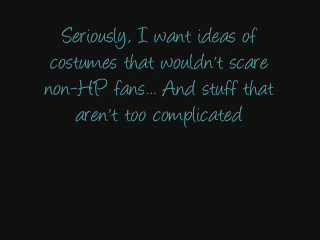 Seriously, I want ideas of
costumes that wouldn't scare
non-HP fans... And stuff that
aren't too complicated